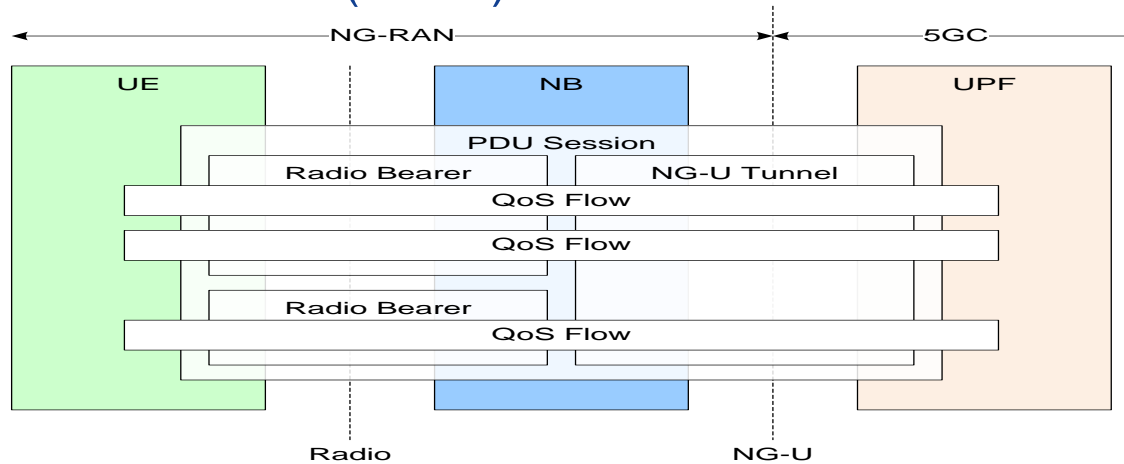 NG-RAN 5GC
UE NB UPF
PDU Session
Radio Bearer NG-U Tunnel
QoS Flow
QoS Flow
Radio Bearer
QoS Flow
Radio NG-U